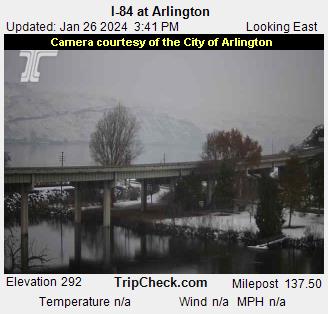 I-84 at Arlington
Updated: Jan 26 2024 3:41 PM Looking East
Camera courtesy of the City of Arlington
Elevation 292 TripCheck.com Milepost 137.50
Temperature n/a Wind n/a MPH n/a